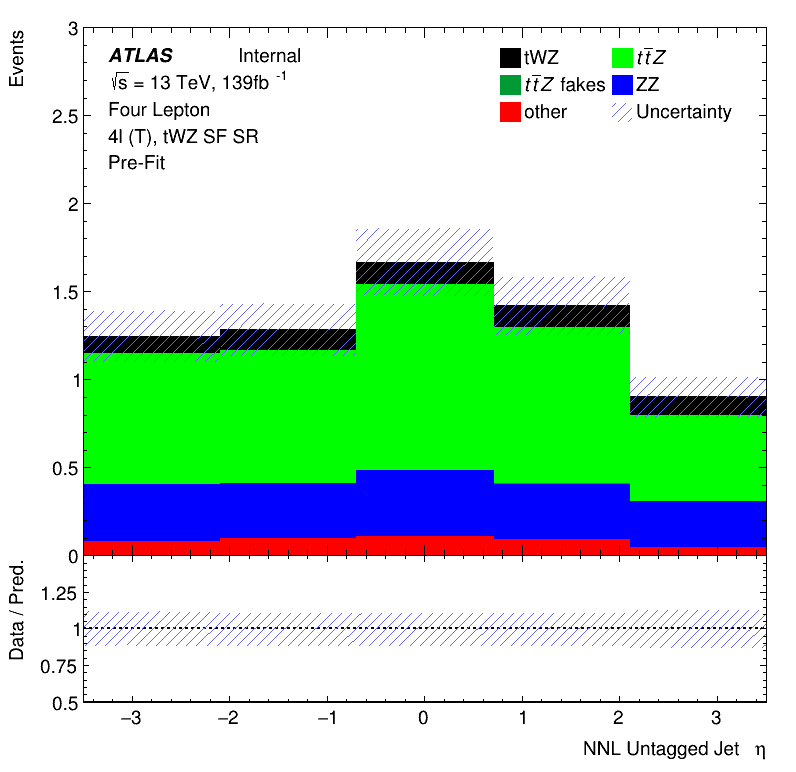 Events
3
2.5
2
1.5
1
0.5
0
ATLAS Internal
√s = 13 TeV, 139fb⁻¹
Four Lepton
4l (T), tWZ SF SR
Pre-Fit
tWZ
tt̄Z
tt̄Z fakes
ZZ
other
Uncertainty
Data / Pred.
1.25
1
0.75
0.5
−3 −2 −1 0 1 2 3
NNL Untagged Jet η